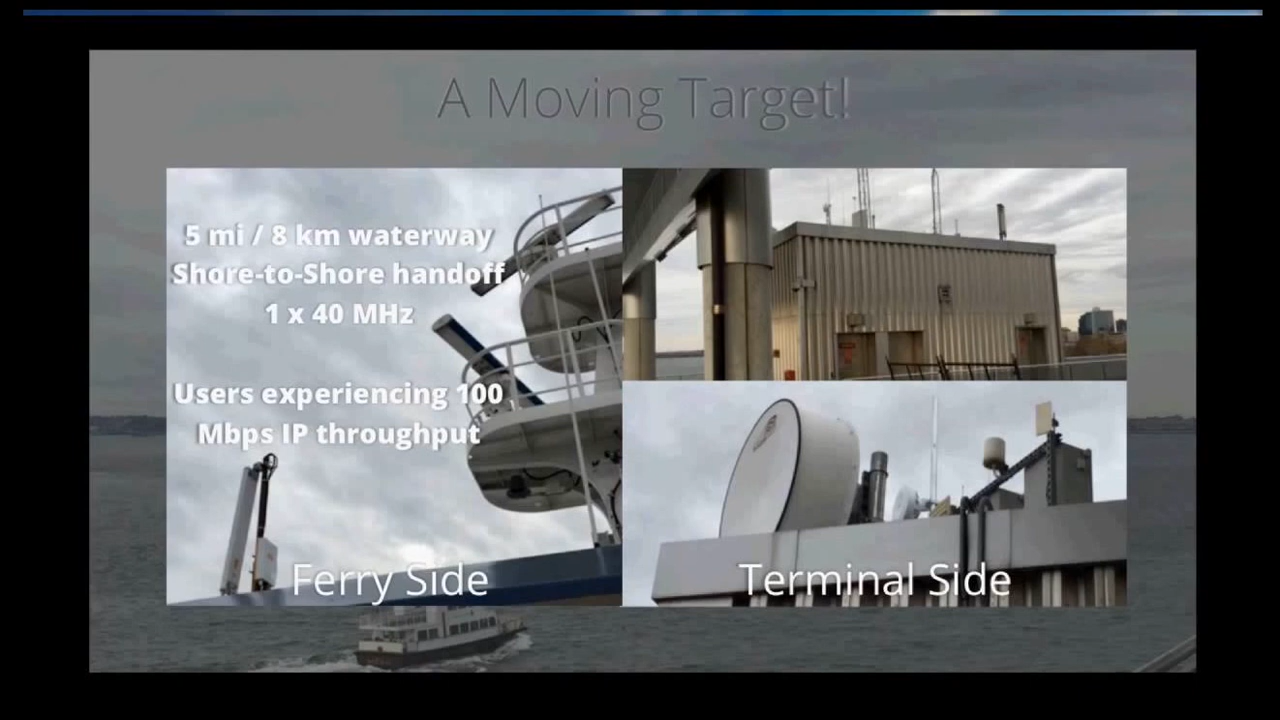 A Moving Target!
5 mi / 8 km waterway
Shore-to-Shore handoff
1 x 40 MHz
Users experiencing 100
Mbps IP throughput
Ferry Side
Terminal Side